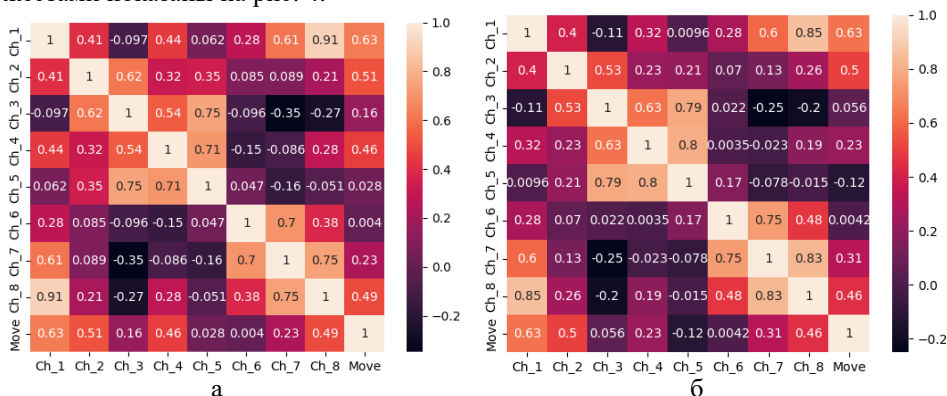 1.0
1.0
Ch_1 1 0.41 -0.097 0.44 0.062 0.28 0.61 0.91 0.63
Ch_2 0.41 1 0.62 0.32 0.35 0.085 0.089 0.21 0.51
Ch_3 -0.097 0.62 1 0.54 0.75 -0.096 -0.35 -0.27 0.16
Ch_4 0.44 0.32 0.54 1 0.71 -0.15 -0.086 0.28 0.46
Ch_5 0.062 0.35 0.75 0.71 1 0.047 -0.16 -0.051 0.028
Ch_6 0.28 0.085 -0.096 -0.15 0.047 1 0.7 0.38 0.004
Ch_7 0.61 0.089 -0.35 -0.086 -0.16 0.7 1 0.75 0.23
Ch_8 0.91 0.21 -0.27 0.28 -0.051 0.38 0.75 1 0.49
Move 0.63 0.51 0.16 0.46 0.028 0.004 0.23 0.49 1
Ch_1 Ch_2 Ch_3 Ch_4 Ch_5 Ch_6 Ch_7 Ch_8 Move
0.8
0.6
0.4
0.2
0.0
-0.2
а
Ch_1 1 0.4 -0.11 0.32 0.0096 0.28 0.6 0.85 0.63
Ch_2 0.4 1 0.53 0.23 0.21 0.07 0.13 0.26 0.5
Ch_3 -0.11 0.53 1 0.63 0.79 0.022 -0.25 -0.2 0.056
Ch_4 0.32 0.23 0.63 1 0.8 0.0035 -0.023 0.19 0.23
Ch_5 0.0096 0.21 0.79 0.8 1 0.17 -0.078 -0.015 -0.12
Ch_6 0.28 0.07 0.022 0.0035 0.17 1 0.75 0.48 0.0042
Ch_7 0.6 0.13 -0.25 -0.023 -0.078 0.75 1 0.83 0.31
Ch_8 0.85 0.26 -0.2 0.19 -0.015 0.48 0.83 1 0.46
Move 0.63 0.5 0.056 0.23 -0.12 0.0042 0.31 0.46 1
Ch_1 Ch_2 Ch_3 Ch_4 Ch_5 Ch_6 Ch_7 Ch_8 Move
0.8
0.6
0.4
0.2
0.0
-0.2
б